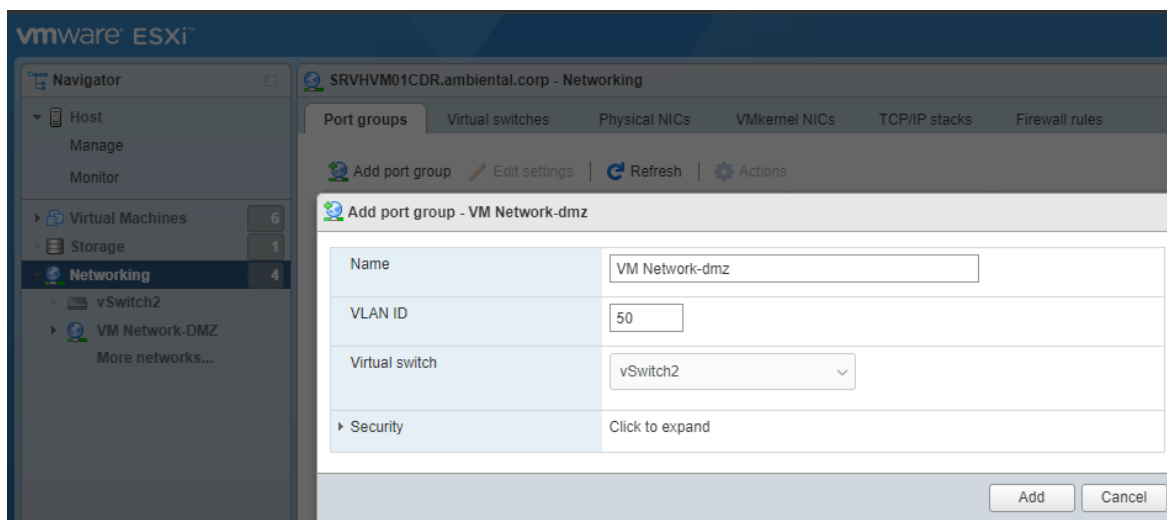 vmware ESXi™
Navigator
SRVHVM01CDR.ambiental.corp - Networking
Host
Manage
Monitor
Port groups Virtual switches Physical NICs VMkernel NICs TCP/IP stacks Firewall rules
Add port group Edit settings Refresh Actions
Virtual Machines 6
Storage 1
Networking 4
vSwitch2
VM Network-DMZ
More networks...
Add port group - VM Network-dmz
Name VM Network-dmz
VLAN ID 50
Virtual switch vSwitch2
Security Click to expand
Add Cancel